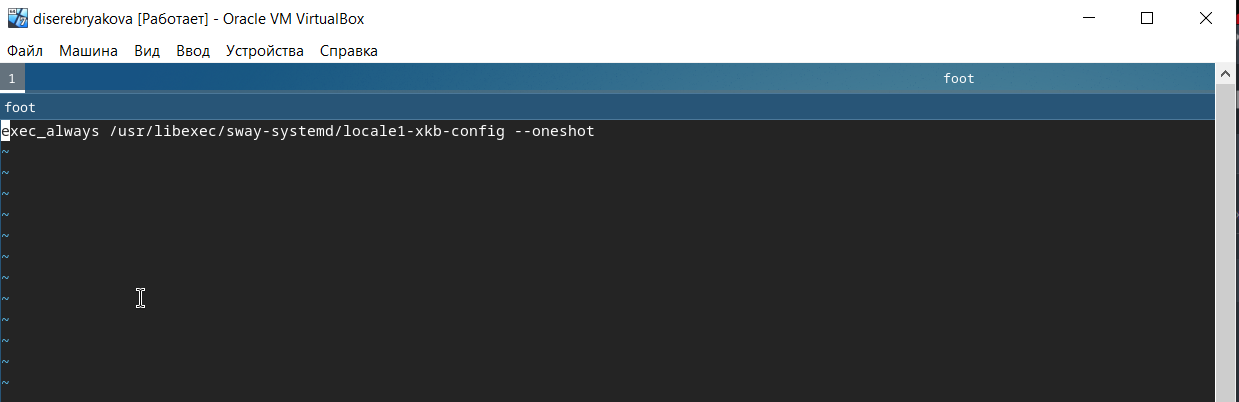 diserebryakova [Работает] - Oracle VM VirtualBox
Файл Машина Вид Ввод Устройства Справка
1 foot
foot
exec_always /usr/libexec/sway-systemd/locale1-xkb-config --oneshot
~
~
~
~
~
~
~
~
~
~
~
~